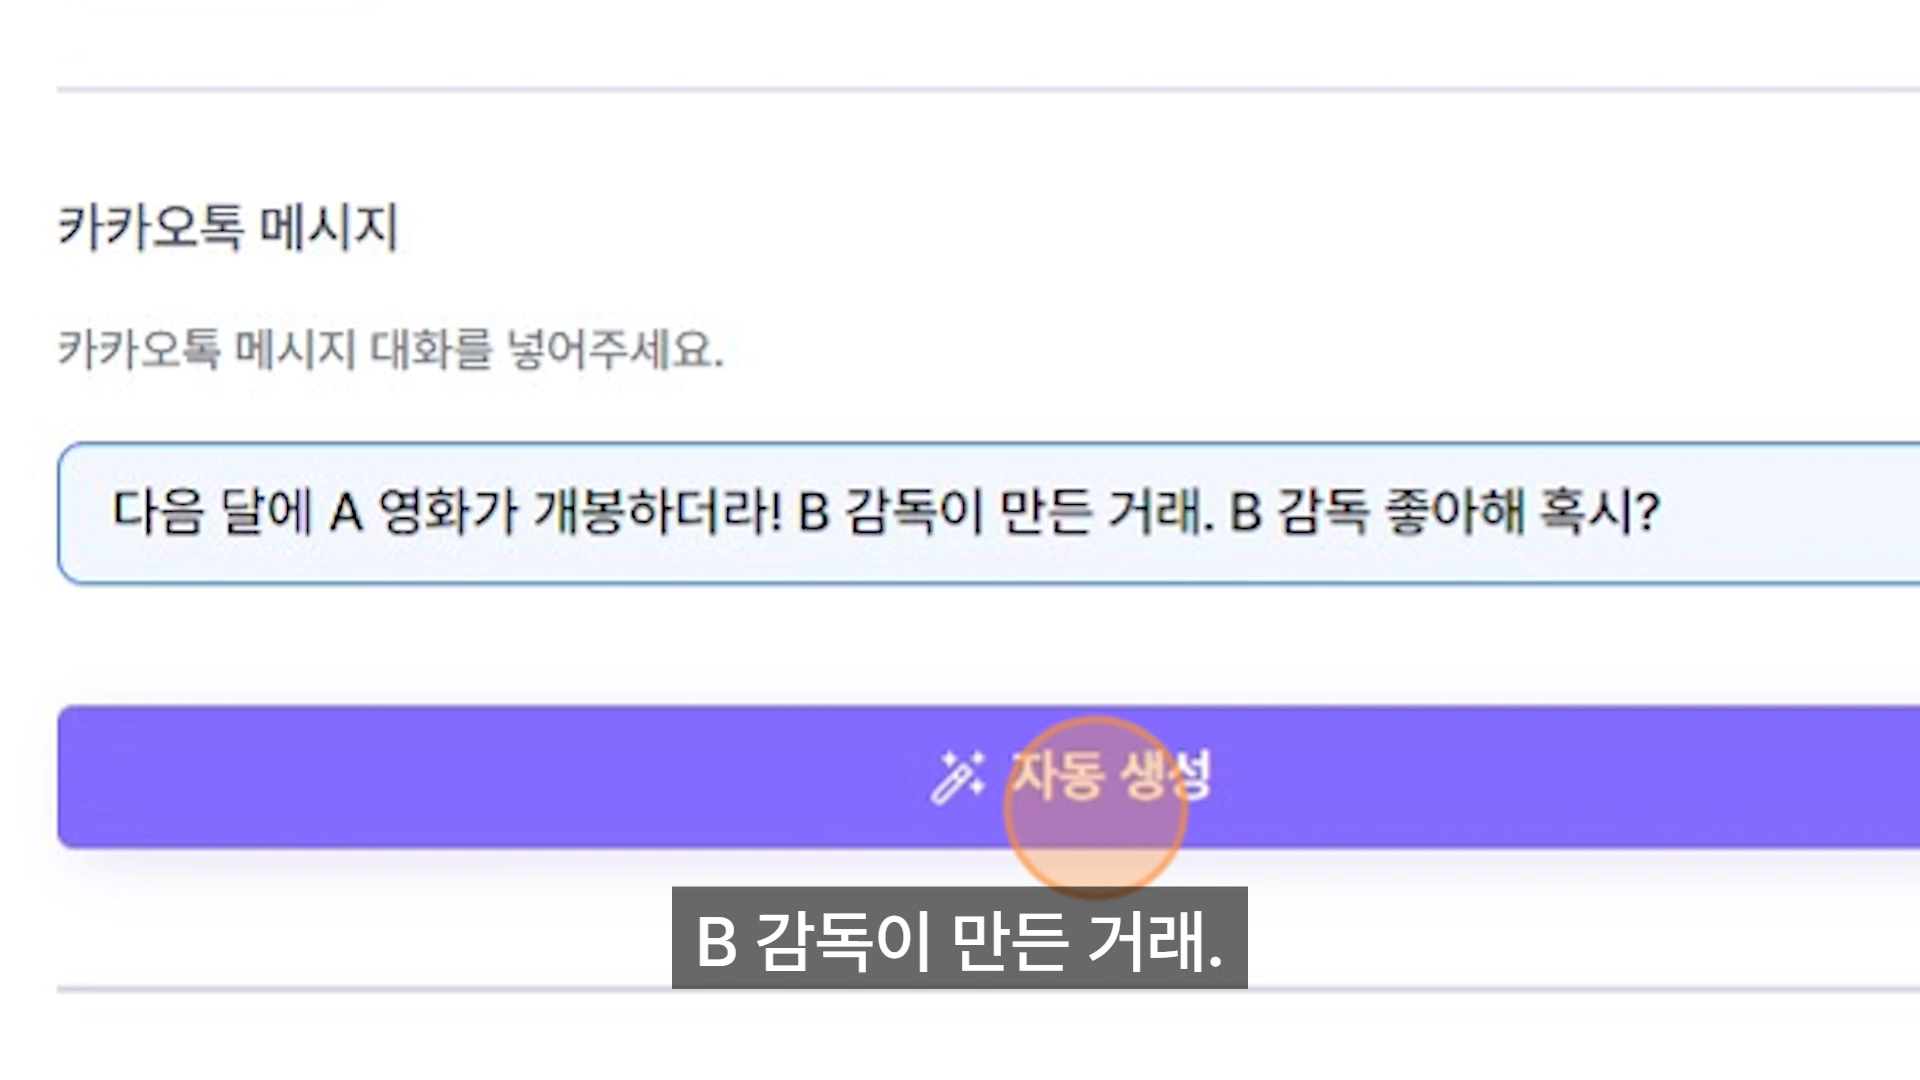 카카오톡 메시지
카카오톡 메시지 대화를 넣어주세요.
다음 달에 A 영화가 개봉하더라! B 감독이 만든 거래. B 감독 좋아해 혹시?
자동 생성
B 감독이 만든 거래.